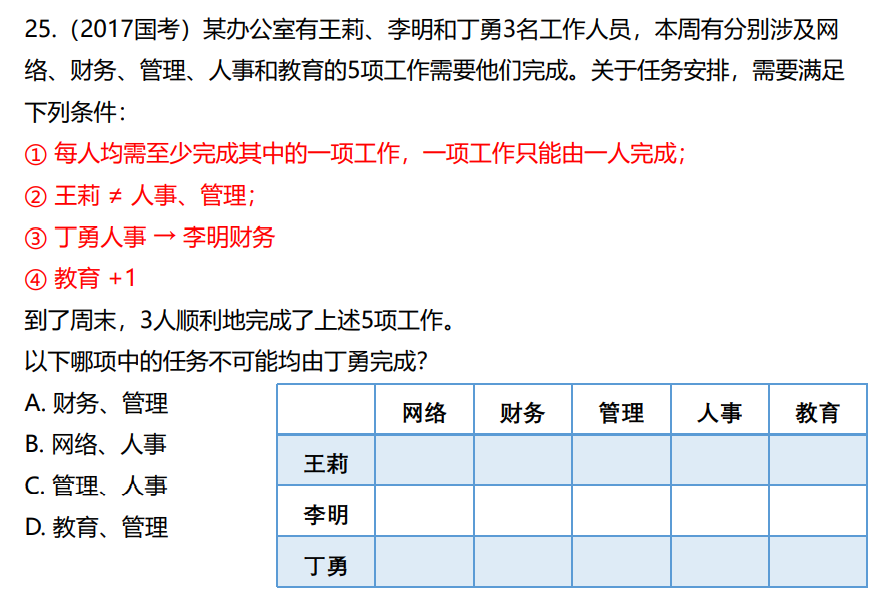 25.（2017国考）某办公室有王莉、李明和丁勇3名工作人员，本周有分别涉及网
络、财务、管理、人事和教育的5项工作需要他们完成。关于任务安排，需要满足
下列条件：
① 每人均需至少完成其中的一项工作，一项工作只能由一人完成；
② 王莉 ≠ 人事、管理；
③ 丁勇人事 → 李明财务
④ 教育 +1
到了周末，3人顺利地完成了上述5项工作。
以下哪项中的任务不可能均由丁勇完成？
A. 财务、管理
B. 网络、人事
C. 管理、人事
D. 教育、管理
网络 财务 管理 人事 教育
王莉
李明
丁勇